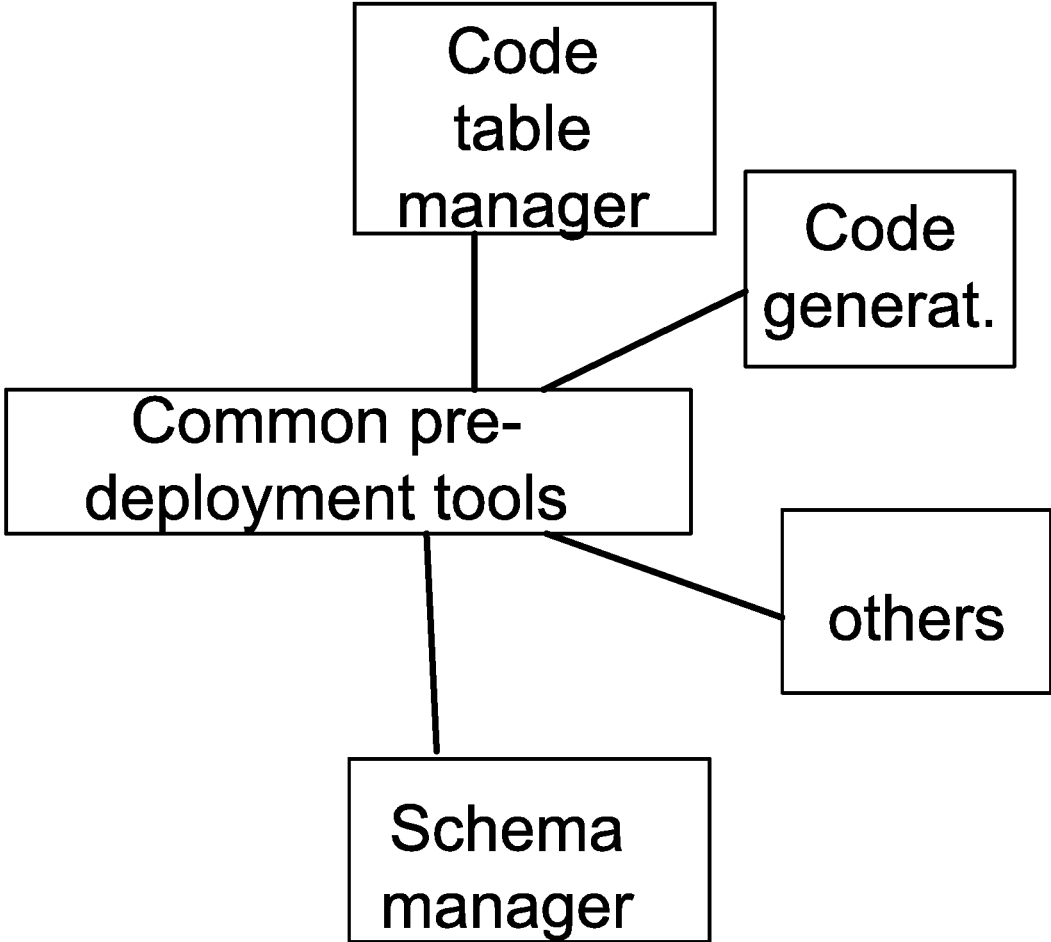 Code
table
manager
Code
generat.
Common pre-
deployment tools
others
Schema
manager